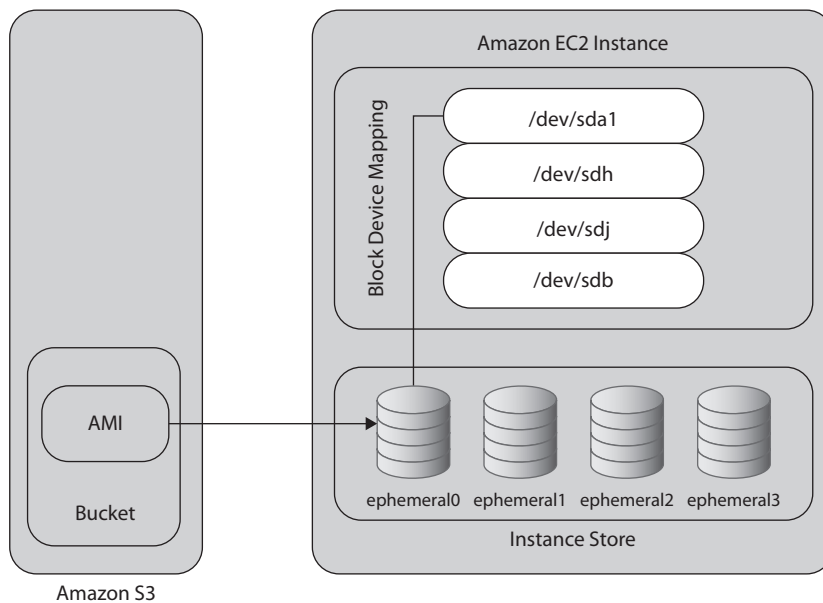 Amazon EC2 Instance
Block Device Mapping
/dev/sda1
/dev/sdh
/dev/sdj
/dev/sdb
AMI
Bucket
ephemeral0 ephemeral1 ephemeral2 ephemeral3
Instance Store
Amazon S3